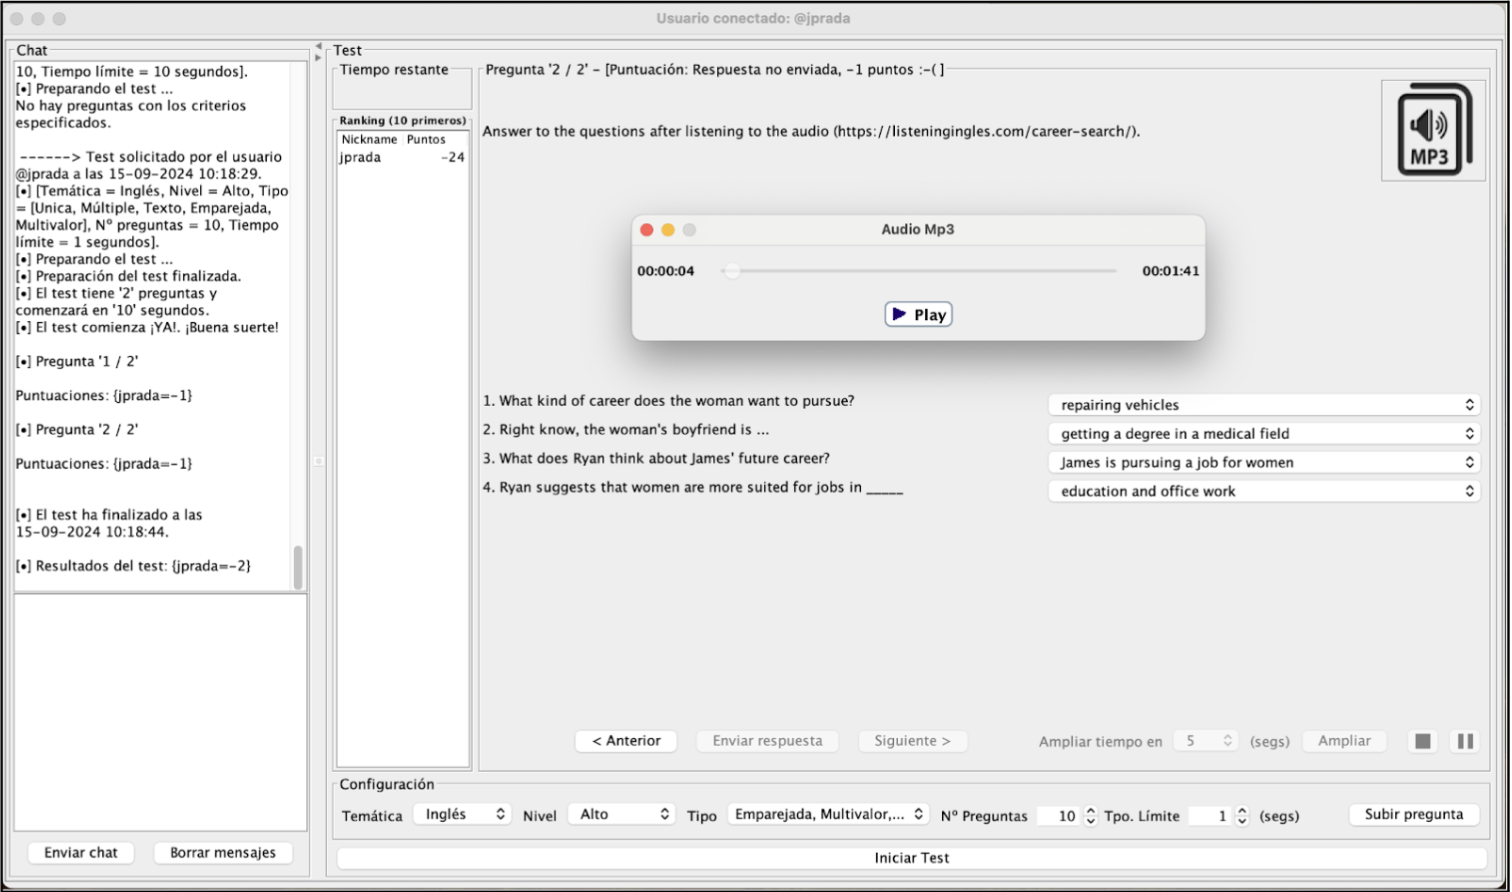 Usuario conectado: @jprada
Chat
10, Tiempo límite = 10 segundos].
[•] Preparando el test ...
No hay preguntas con los criterios
especificados.
------> Test solicitado por el usuario
@jprada a las 15-09-2024 10:18:29.
[•] [Temática = Inglés, Nivel = Alto, Tipo
= [Unica, Múltiple, Texto, Emparejada,
Multivalor], Nº preguntas = 10, Tiempo
límite = 1 segundos].
[•] Preparando el test ...
[•] Preparación del test finalizada.
[•] El test tiene '2' preguntas y
comenzará en '10' segundos.
[•] El test comienza ¡YA!. ¡Buena suerte!
[•] Pregunta '1 / 2'
Puntuaciones: {jprada=-1}
[•] Pregunta '2 / 2'
Puntuaciones: {jprada=-1}
[•] El test ha finalizado a las
15-09-2024 10:18:44.
[•] Resultados del test: {jprada=-2}
Enviar chat
Borrar mensajes
Test
Tiempo restante
Ranking (10 primeros)
Nickname Puntos
jprada -24
Pregunta '2 / 2' - [Puntuación: Respuesta no enviada, -1 puntos :-( ]
Answer to the questions after listening to the audio (https://listeningingles.com/career-search/).
MP3
Audio Mp3
00:00:04
00:01:41
Play
1. What kind of career does the woman want to pursue?
repairing vehicles
2. Right know, the woman's boyfriend is ...
getting a degree in a medical field
3. What does Ryan think about James' future career?
James is pursuing a job for women
4. Ryan suggests that women are more suited for jobs in _____
education and office work
< Anterior
Enviar respuesta
Siguiente >
Ampliar tiempo en 5 (segs)
Ampliar
Configuración
Temática Inglés
Nivel Alto
Tipo Emparejada, Multivalor,...
Nº Preguntas 10
Tpo. Límite 1 (segs)
Subir pregunta
Iniciar Test